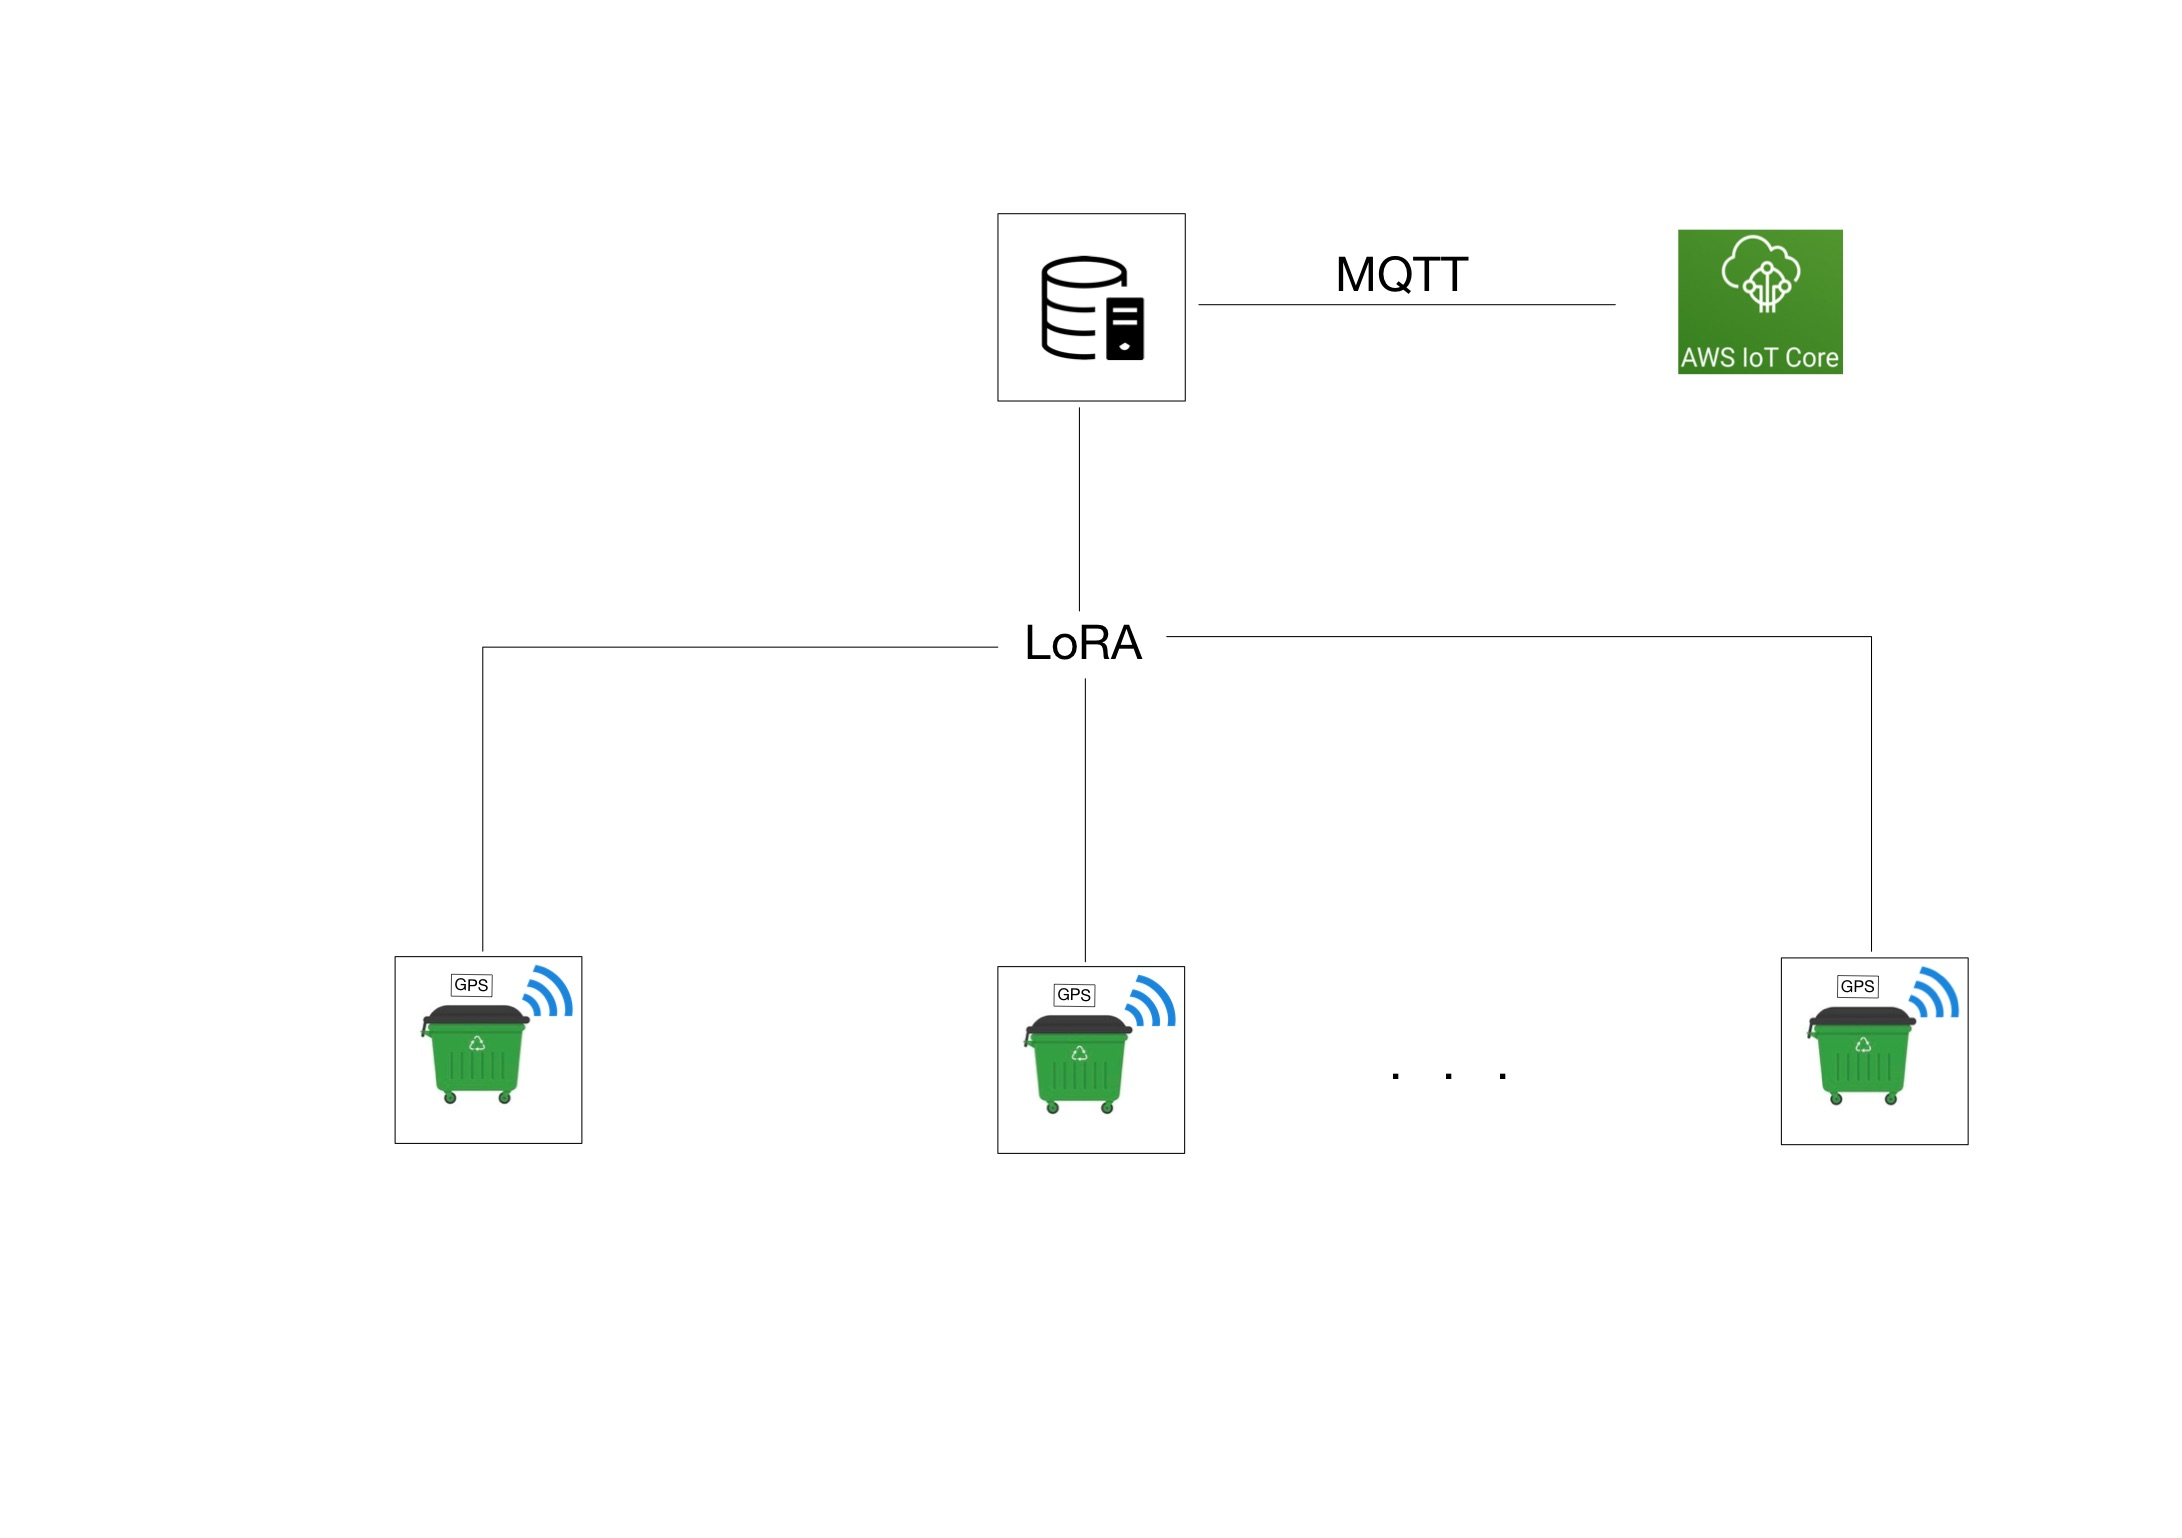 MQTT
AWS IoT Core
LoRA
GPS
GPS
GPS
. . .